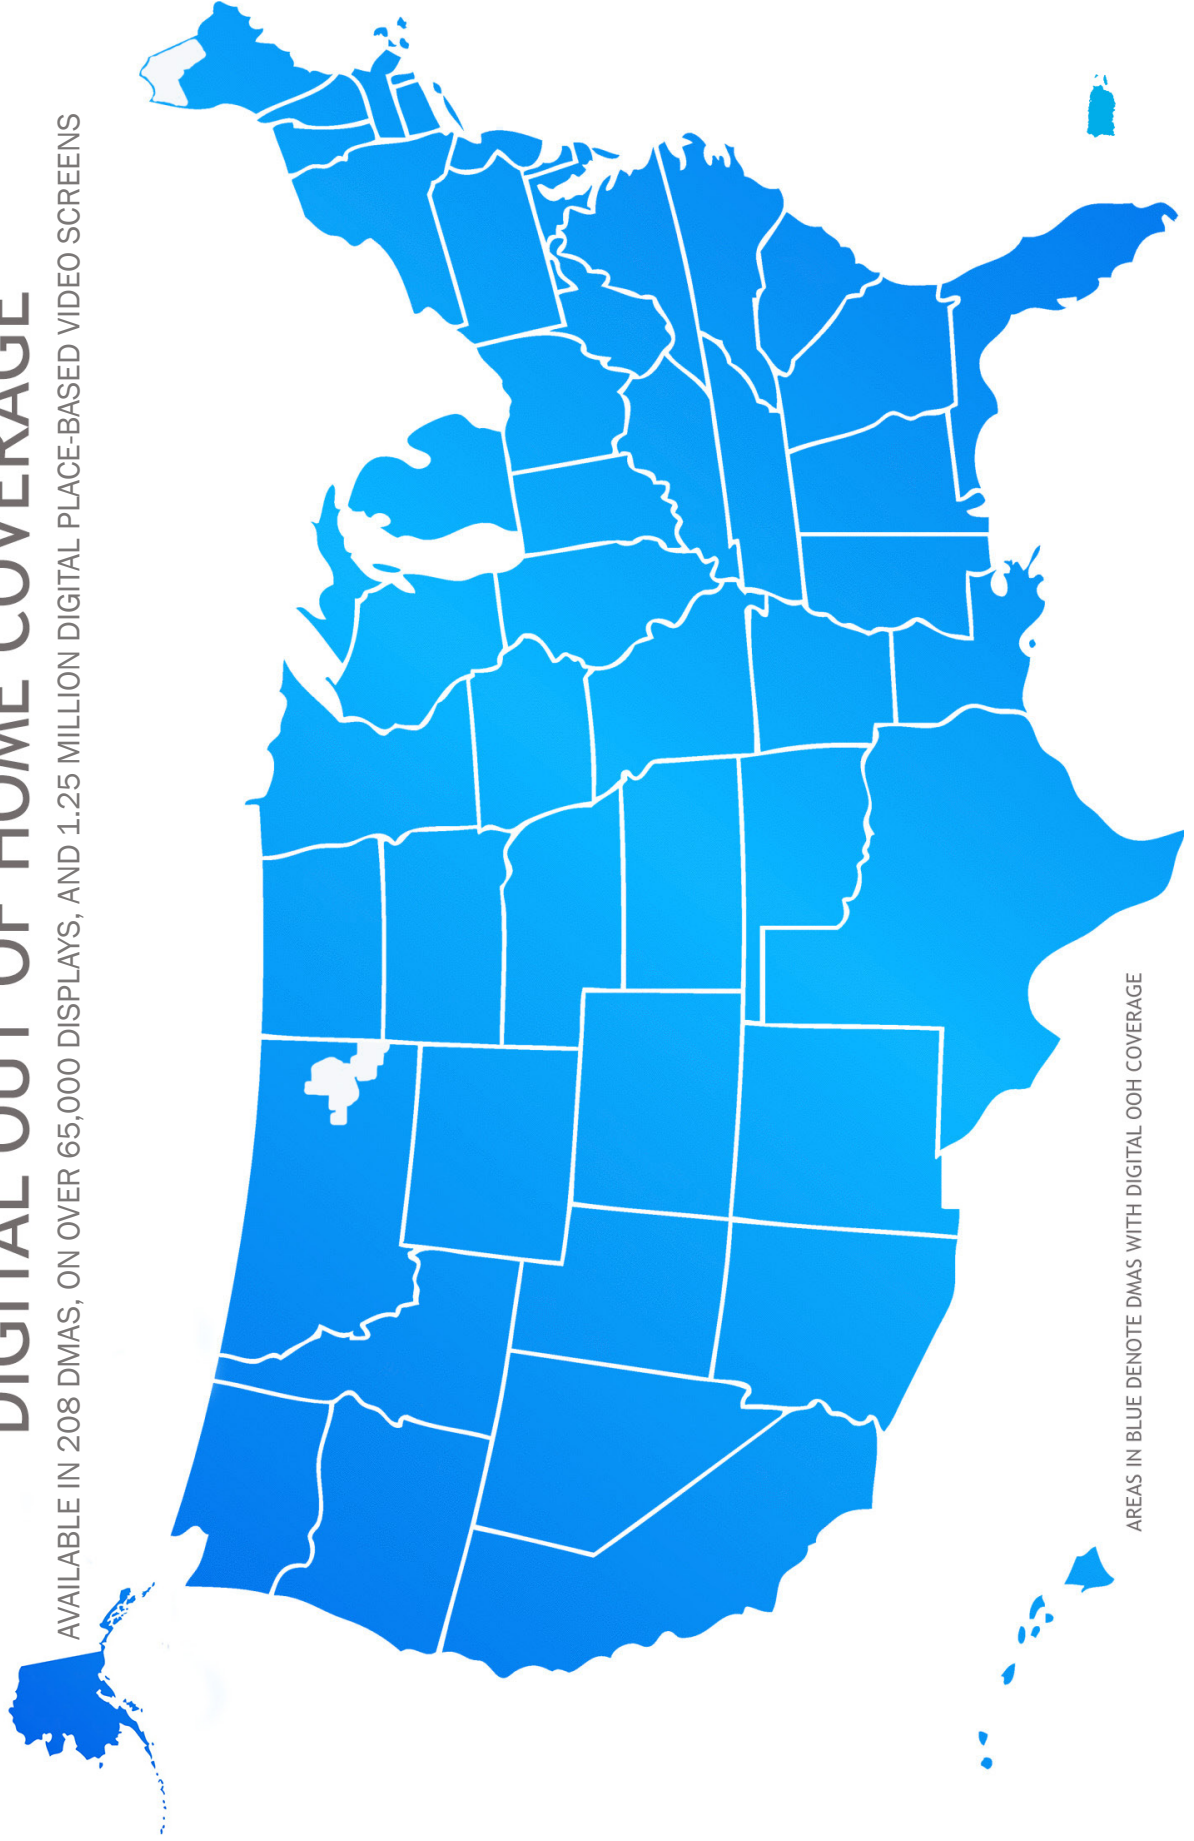 DIGITAL OUT OF HOME COVERAGE
AVAILABLE IN 208 DMAS, ON OVER 65,000 DISPLAYS, AND 1.25 MILLION DIGITAL PLACE-BASED VIDEO SCREENS
AREAS IN BLUE DENOTE DMAS WITH DIGITAL OOH COVERAGE